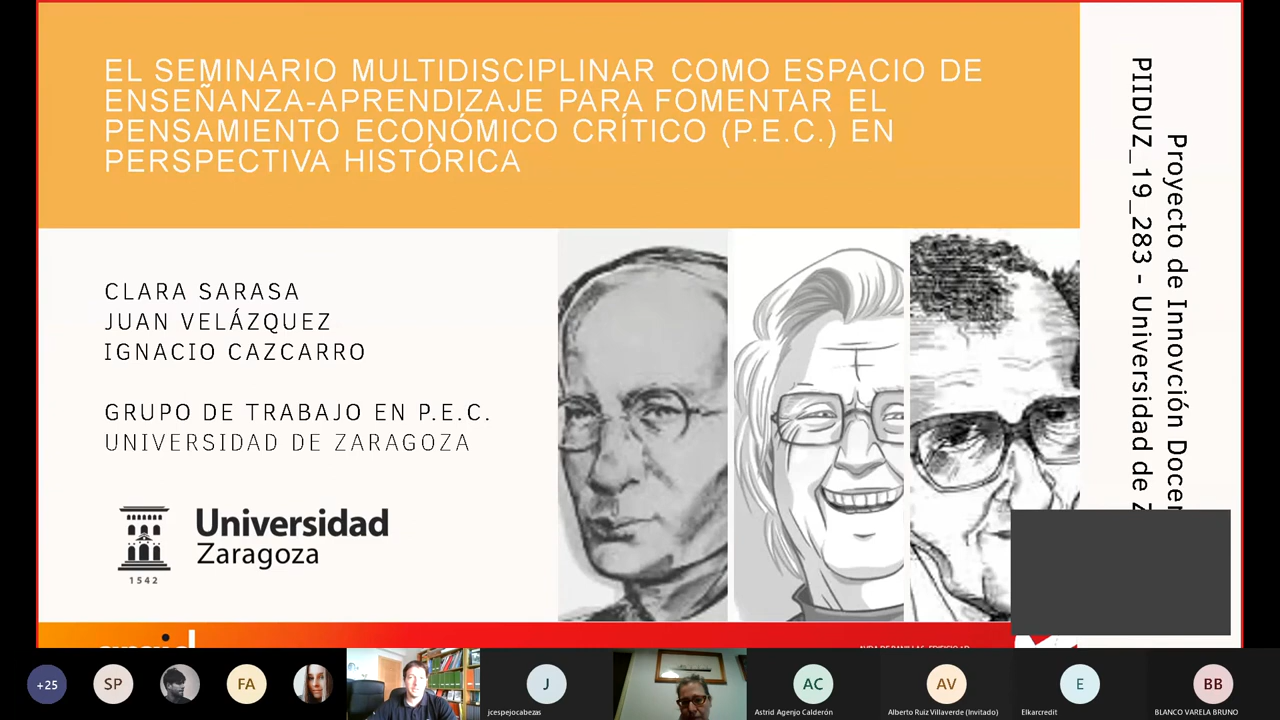 EL SEMINARIO MULTIDISCIPLINAR COMO ESPACIO DE
ENSEÑANZA-APRENDIZAJE PARA FOMENTAR EL
PENSAMIENTO ECONÓMICO CRÍTICO (P.E.C.) EN
PERSPECTIVA HISTÓRICA
CLARA SARASA
JUAN VELÁZQUEZ
IGNACIO CAZCARRO
GRUPO DE TRABAJO EN P.E.C.
UNIVERSIDAD DE ZARAGOZA
Universidad
Zaragoza
1542
Proyecto de Innovción Docen
PIIDUZ_19_283 - Universidad de Z
+25
SP
FA
J
jcespejocabezas
AC
Astrid Agenjo Calderón
AV
Alberto Ruiz Villaverde (Invitado)
E
Elkarcredit
BB
BLANCO VARELA BRUNO